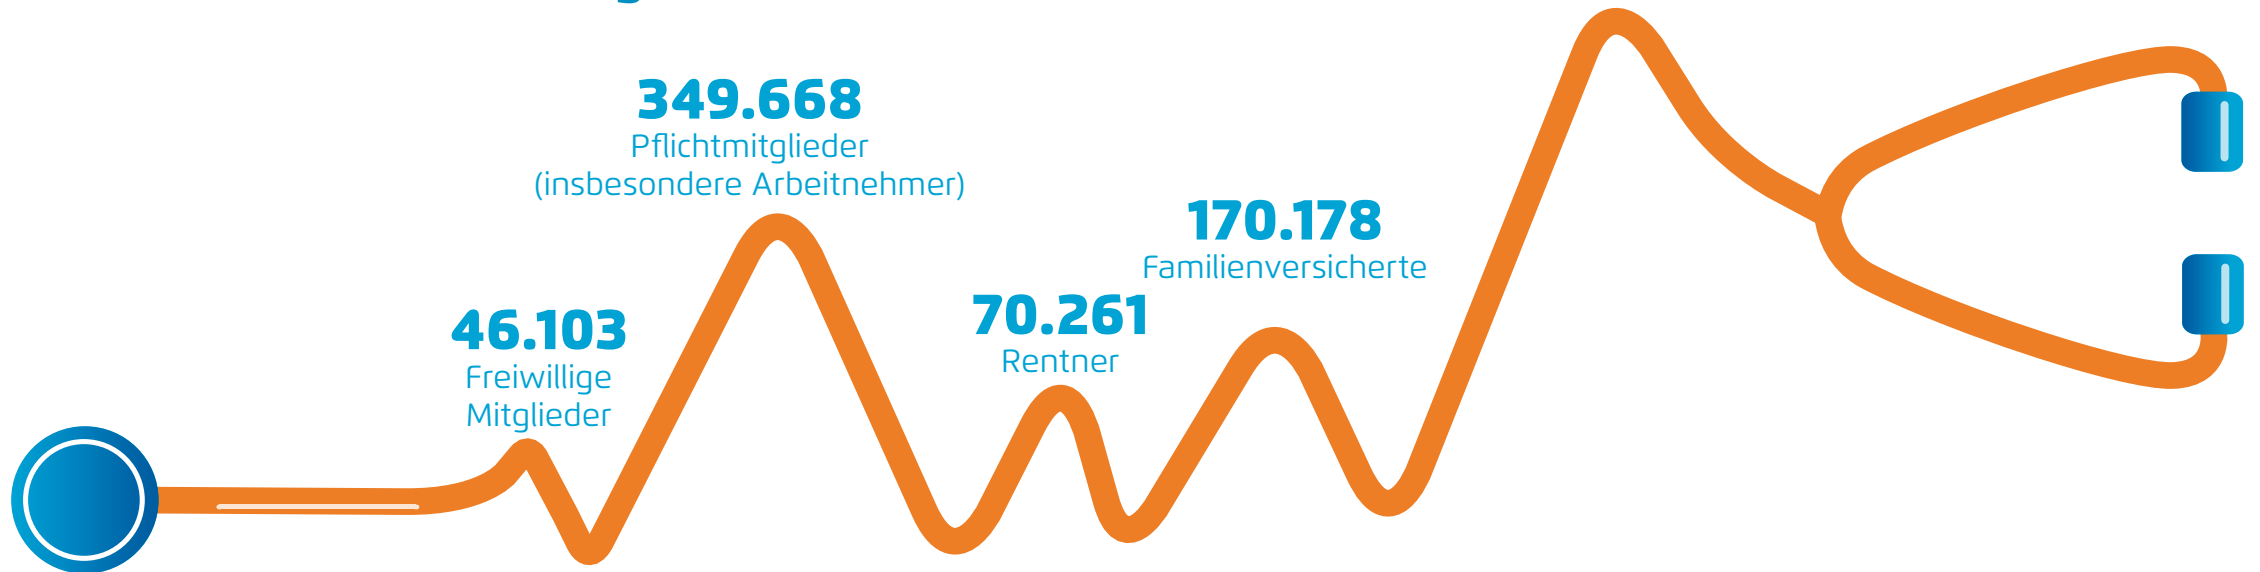 349.668
Pflichtmitglieder
(insbesondere Arbeitnehmer)
170.178
Familienversicherte
70.261
Rentner
46.103
Freiwillige
Mitglieder